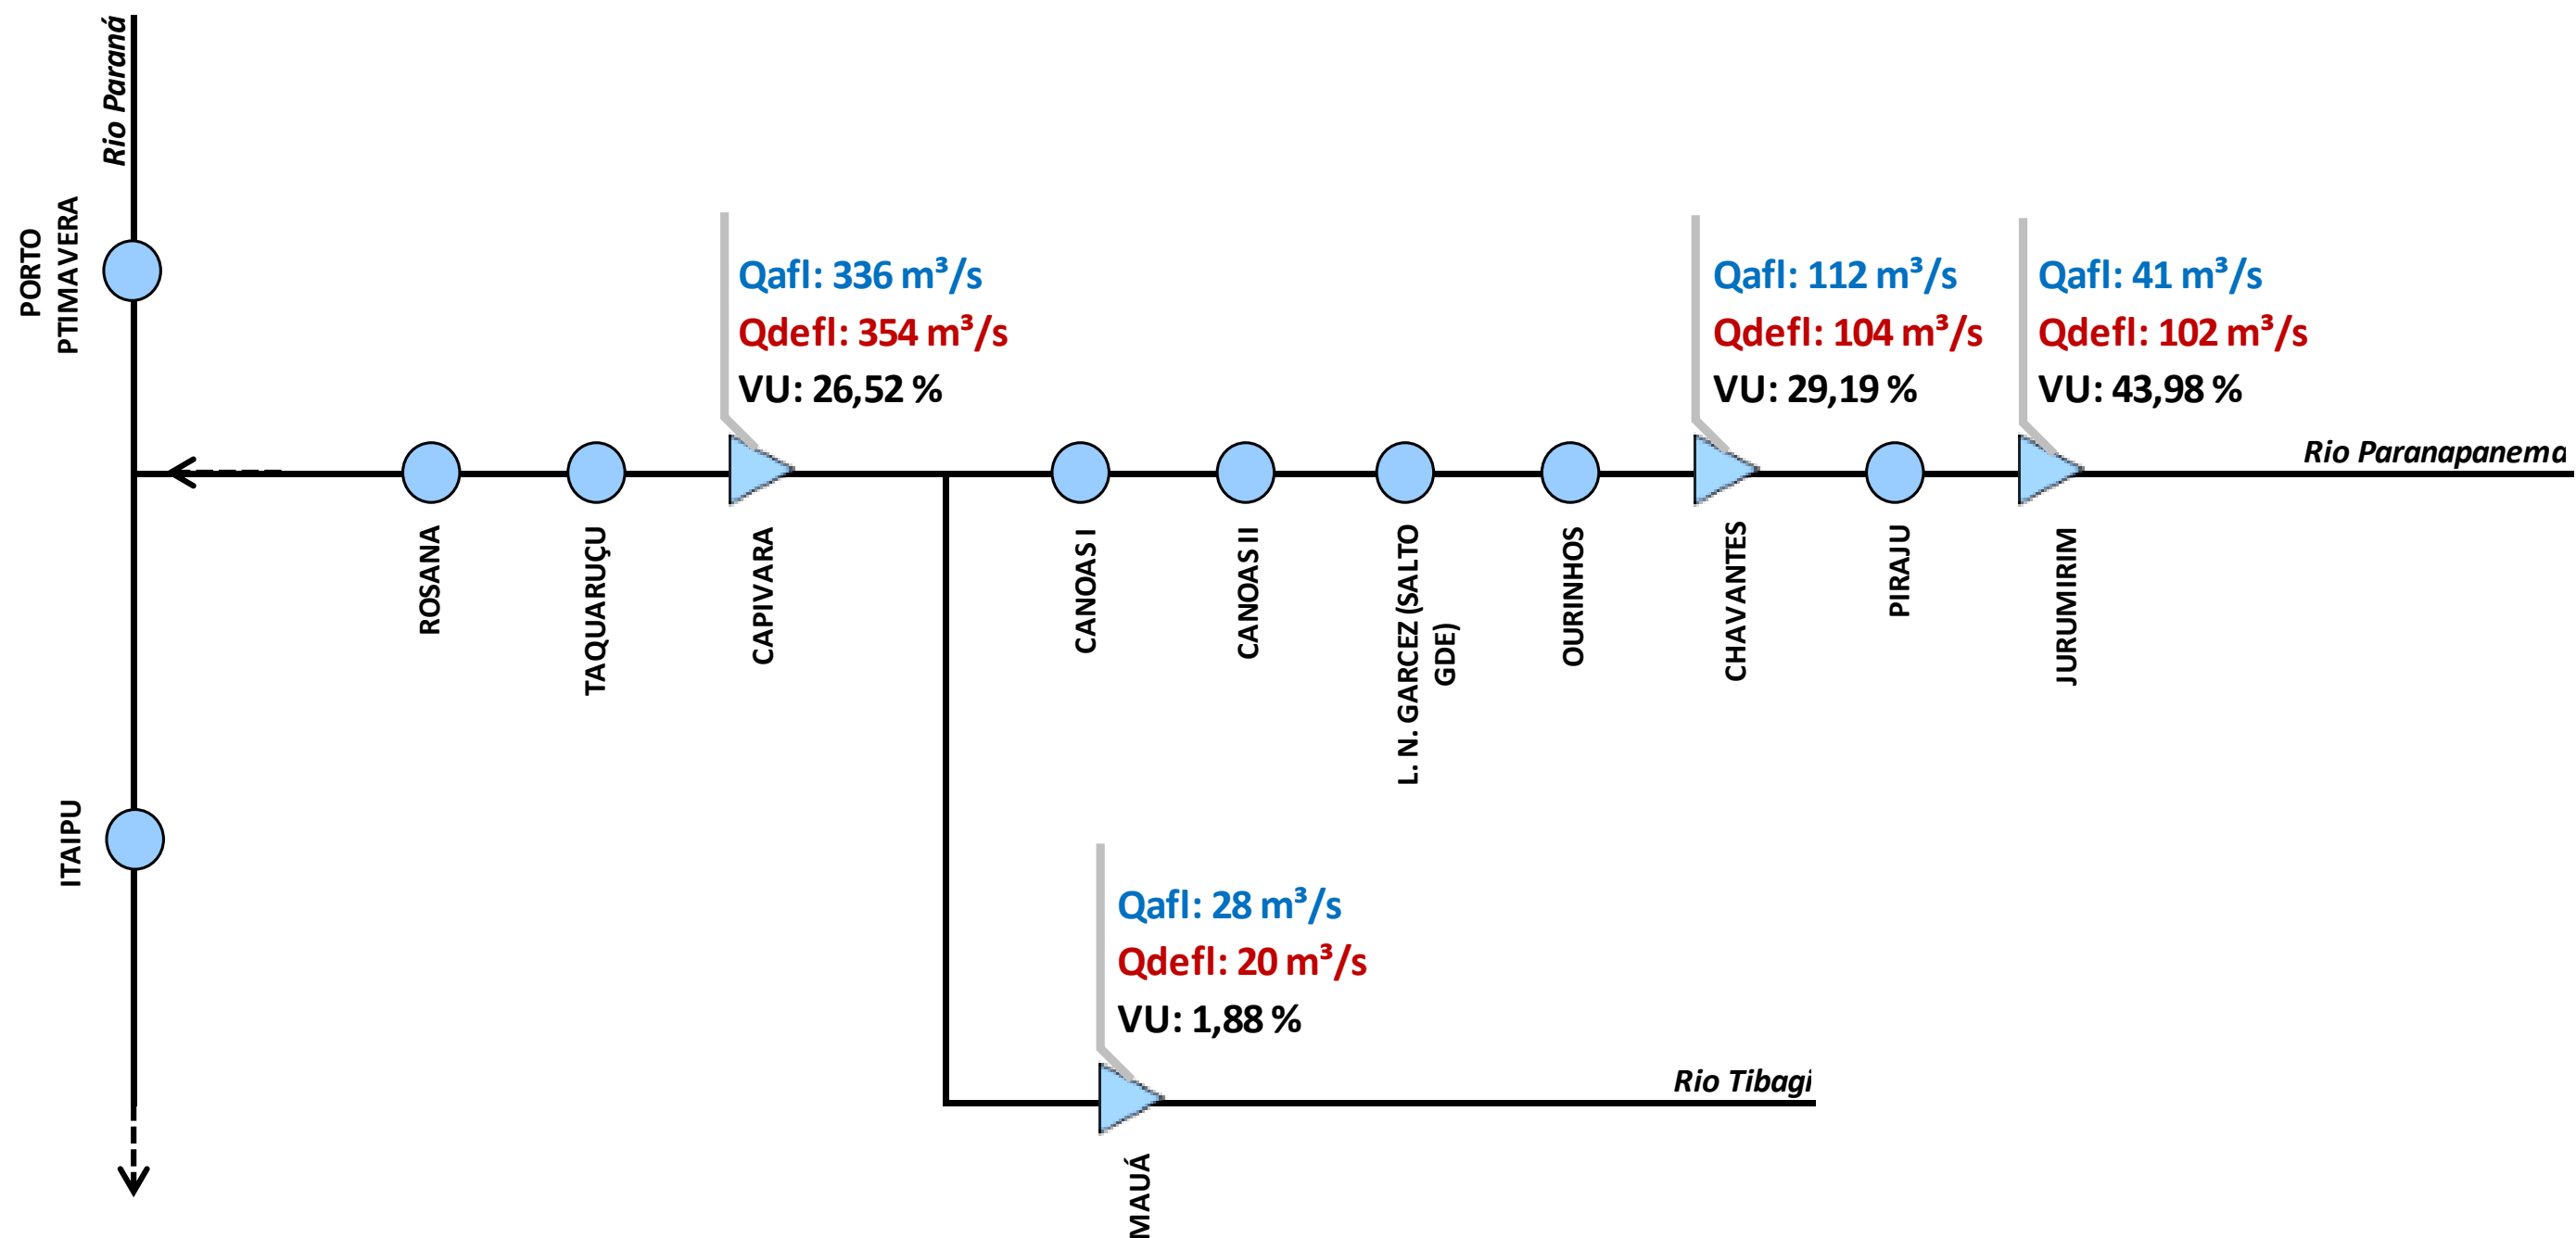 Rio Paraná
PORTO
PTIMAVERA
Qafl: 336 m³/s
Qdefl: 354 m³/s
VU: 26,52 %
Qafl: 112 m³/s
Qdefl: 104 m³/s
VU: 29,19 %
Qafl: 41 m³/s
Qdefl: 102 m³/s
VU: 43,98 %
Rio Paranapanema
ROSANA
TAQUARUÇU
CAPIVARA
CANOAS I
CANOAS II
L. N. GARCEZ (SALTO
GDE)
OURINHOS
CHAVANTES
PIRAJU
JURUMIRIM
ITAIPU
Qafl: 28 m³/s
Qdefl: 20 m³/s
VU: 1,88 %
Rio Tibagi
MAUÁ